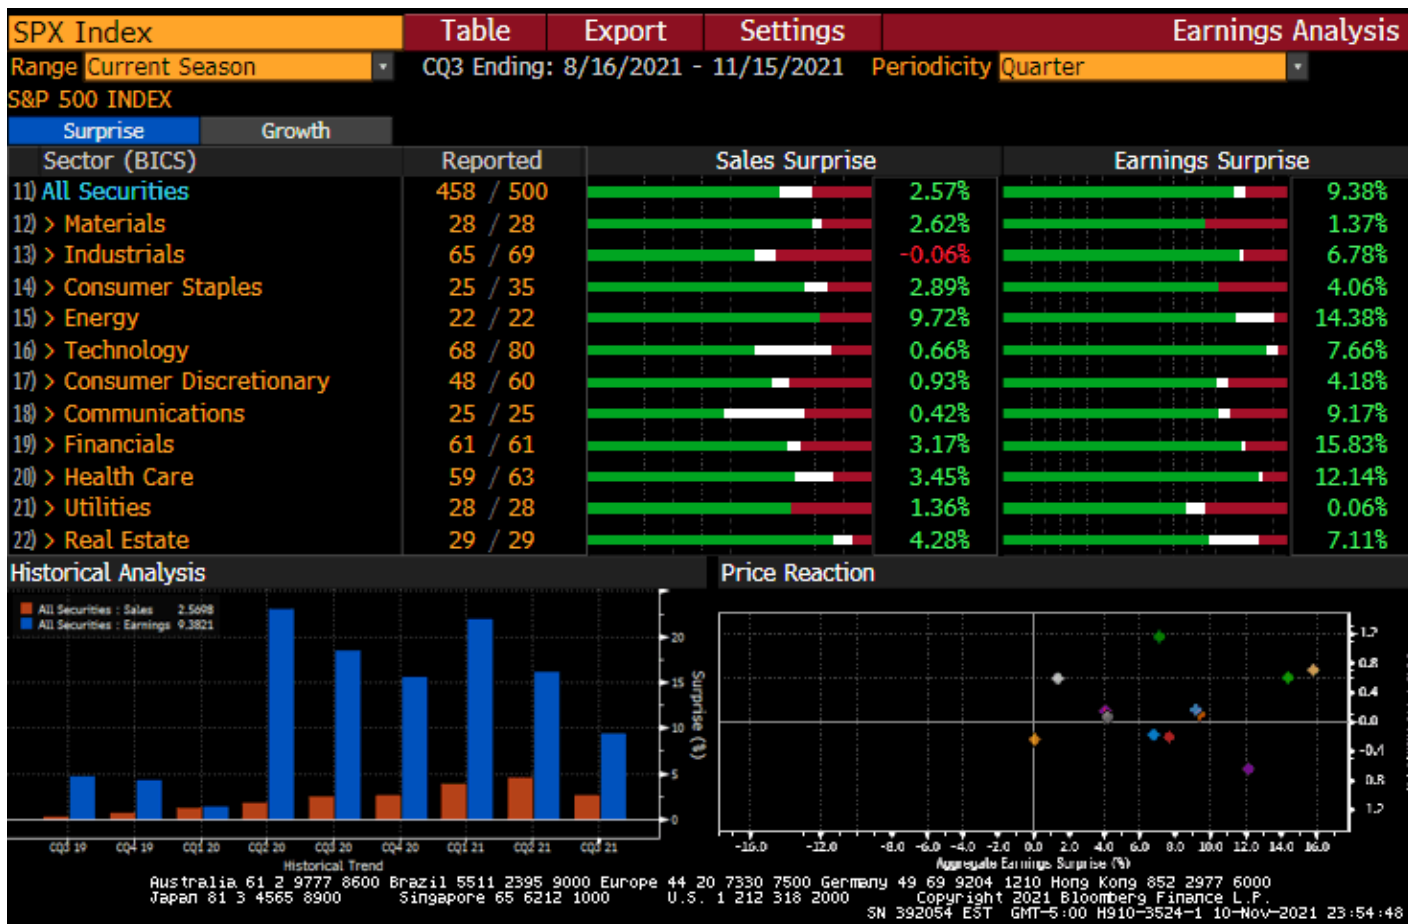 SPX Index Table Export Settings Earnings Analysis
Range Current Season CQ3 Ending: 8/16/2021 - 11/15/2021 Periodicity Quarter
S&P 500 INDEX
Surprise Growth
Sector (BICS) Reported Sales Surprise Earnings Surprise
11) All Securities 458 / 500 2.57% 9.38%
12) > Materials 28 / 28 2.62% 1.37%
13) > Industrials 65 / 69 -0.06% 6.78%
14) > Consumer Staples 25 / 35 2.89% 4.06%
15) > Energy 22 / 22 9.72% 14.38%
16) > Technology 68 / 80 0.66% 7.66%
17) > Consumer Discretionary 48 / 60 0.93% 4.18%
18) > Communications 25 / 25 0.42% 9.17%
19) > Financials 61 / 61 3.17% 15.83%
20) > Health Care 59 / 63 3.45% 12.14%
21) > Utilities 28 / 28 1.36% 0.06%
22) > Real Estate 29 / 29 4.28% 7.11%
Historical Analysis Price Reaction
All Securities : Sales 2.5698
All Securities : Earnings 9.3821
20
15
10
5
0
Surprise (%)
CQ3 19 CQ4 19 CQ1 20 CQ2 20 CQ3 20 CQ4 20 CQ1 21 CQ2 21 CQ3 21
Historical Trend
1.2
0.8
0.4
0.0
-0.4
0.8
1.2
-16.0 -12.0 -8.0 -6.0 -4.0 -2.0 0.0 2.0 4.0 6.0 8.0 10.0 12.0 14.0 16.0
Aggregate Earnings Surprise (%)
Australia 61 2 9777 8600 Brazil 5511 2395 9000 Europe 44 20 7330 7500 Germany 49 69 9204 1210 Hong Kong 852 2977 6000
Japan 81 3 4565 8900 Singapore 65 6212 1000 U.S. 1 212 318 2000 Copyright 2021 Bloomberg Finance L.P.
SN 392054 EST GMT-5:00 H910-3524-1 10-Nov-2021 23:54:48